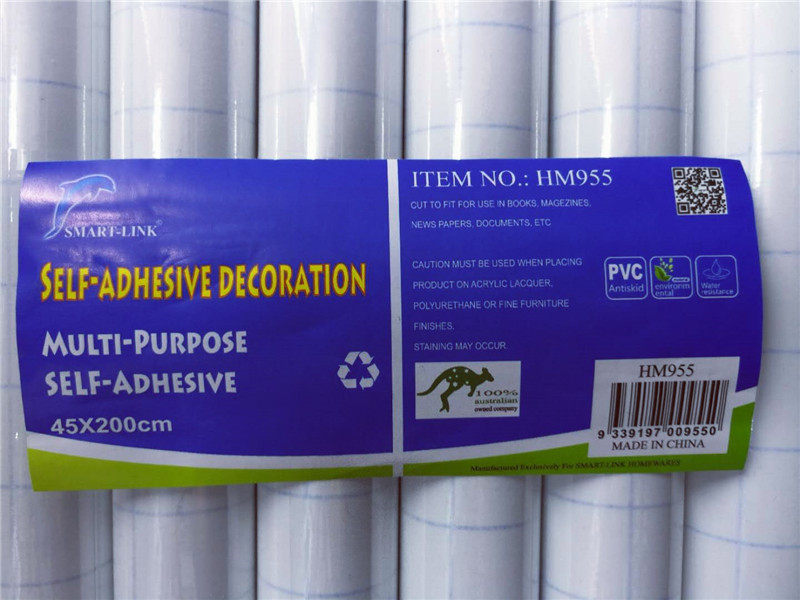 SMART-LINK
SELF-ADHESIVE DECORATION
MULTI-PURPOSE
SELF-ADHESIVE
45X200cm
ITEM NO.: HM955
CUT TO FIT FOR USE IN BOOKS, MAGEZINES,
NEWS PAPERS, DOCUMENTS, ETC
CAUTION MUST BE USED WHEN PLACING
PRODUCT ON ACRYLIC LACQUER,
POLYURETHANE OR FINE FURNITURE
FINISHES.
STAINING MAY OCCUR.
PVC
Antiskid
environm
ental
Water
resistance
100%
australian
owned company
HM955
9 339197 009550
MADE IN CHINA
Manufactured Exclusively For SMART-LINK HOMEWARES